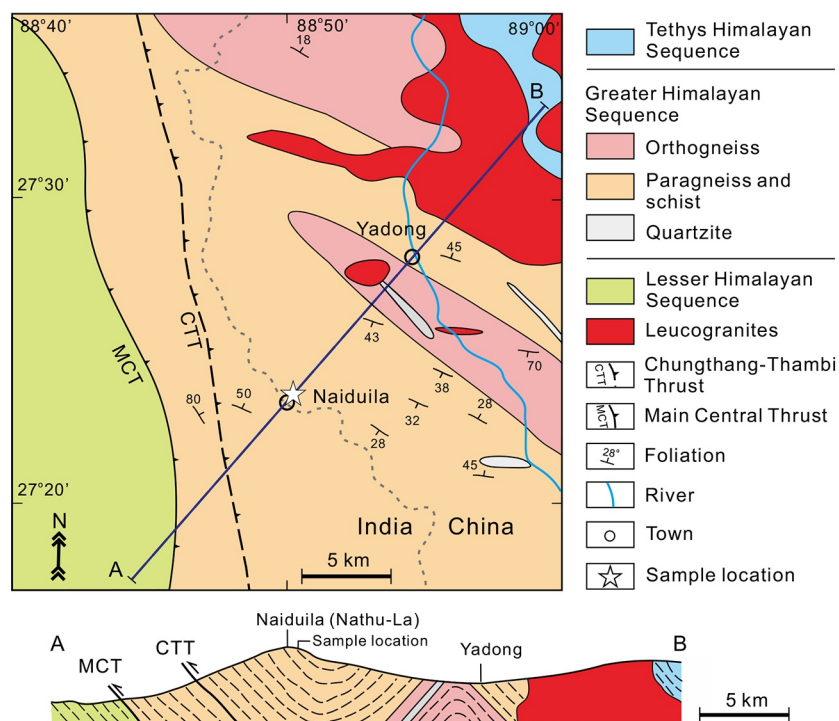 88°40’
88°50’
89°00’
18
B
27°30’
Yadong
45
CTT
43
MCT
70
38
80
50
Naiduila
32
28
28
45
27°20’
N
India
China
A
5 km
Tethys Himalayan
Sequence
Greater Himalayan
Sequence
Orthogneiss
Paragneiss and
schist
Quartzite
Lesser Himalayan
Sequence
Leucogranites
CTT
Chungthang-Thambi
Thrust
MCT
Main Central Thrust
28°
Foliation
River
Town
Sample location
A
Naiduila (Nathu-La)
Sample location
B
CTT
MCT
Yadong
5 km